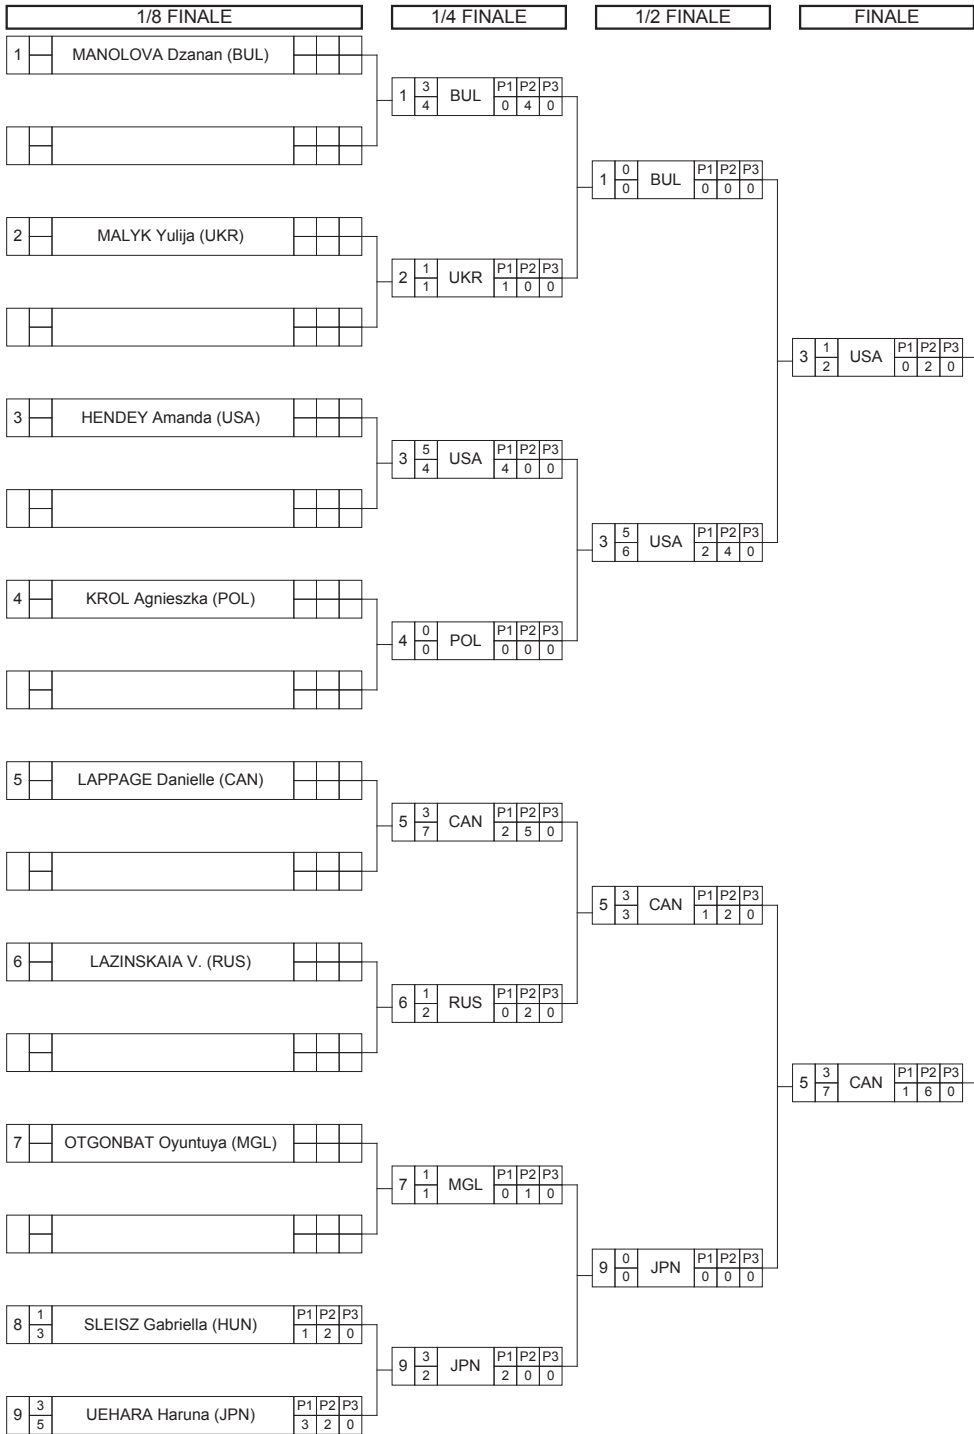 1/8 FINALE 1/4 FINALE 1/2 FINALE FINALE
1 MANOLOVA Dzanan (BUL)
1 3 4 BUL P1 P2 P3 0 4 0
1 0 0 BUL P1 P2 P3 0 0 0
2 MALYK Yulija (UKR)
2 1 1 UKR P1 P2 P3 1 0 0
3 1 2 USA P1 P2 P3 0 2 0
3 HENDEY Amanda (USA)
3 5 4 USA P1 P2 P3 4 0 0
3 5 6 USA P1 P2 P3 2 4 0
4 KROL Agnieszka (POL)
4 0 0 POL P1 P2 P3 0 0 0
5 LAPPAGE Danielle (CAN)
5 3 7 CAN P1 P2 P3 2 5 0
5 3 3 CAN P1 P2 P3 1 2 0
6 LAZINSKAIA V. (RUS)
6 1 2 RUS P1 P2 P3 0 2 0
5 3 7 CAN P1 P2 P3 1 6 0
7 OTGONBAT Oyuntuya (MGL)
7 1 1 MGL P1 P2 P3 0 1 0
9 0 0 JPN P1 P2 P3 0 0 0
8 1 3 SLEISZ Gabriella (HUN) P1 P2 P3 1 2 0
9 3 2 JPN P1 P2 P3 2 0 0
9 3 5 UEHARA Haruna (JPN) P1 P2 P3 3 2 0